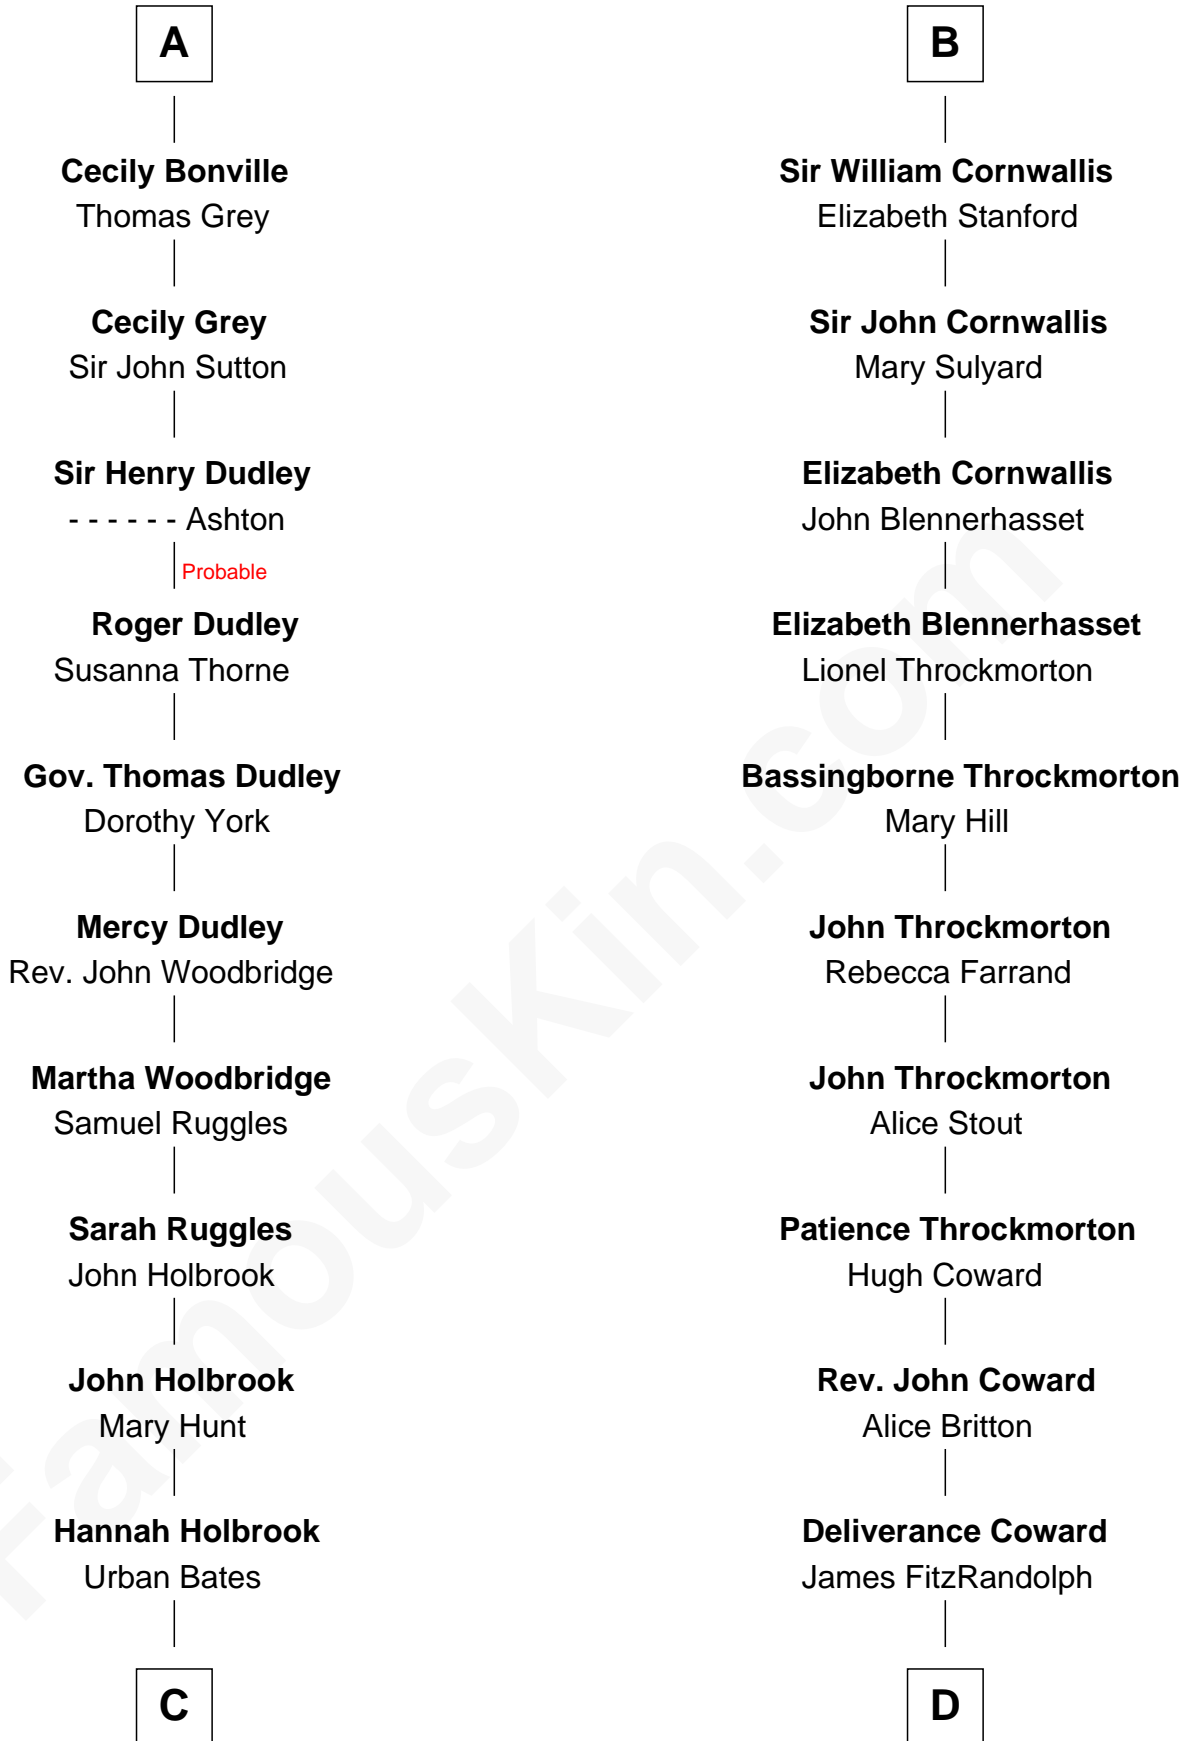 A
Cecily Bonville
Thomas Grey
Cecily Grey
Sir John Sutton
Sir Henry Dudley
- - - - - - Ashton
Probable
Roger Dudley
Susanna Thorne
Gov. Thomas Dudley
Dorothy York
Mercy Dudley
Rev. John Woodbridge
Martha Woodbridge
Samuel Ruggles
Sarah Ruggles
John Holbrook
John Holbrook
Mary Hunt
Hannah Holbrook
Urban Bates
C
B
Sir William Cornwallis
Elizabeth Stanford
Sir John Cornwallis
Mary Sulyard
Elizabeth Cornwallis
John Blennerhasset
Elizabeth Blennerhasset
Lionel Throckmorton
Bassingborne Throckmorton
Mary Hill
John Throckmorton
Rebecca Farrand
John Throckmorton
Alice Stout
Patience Throckmorton
Hugh Coward
Rev. John Coward
Alice Britton
Deliverance Coward
James FitzRandolph
D
FamousKin.com